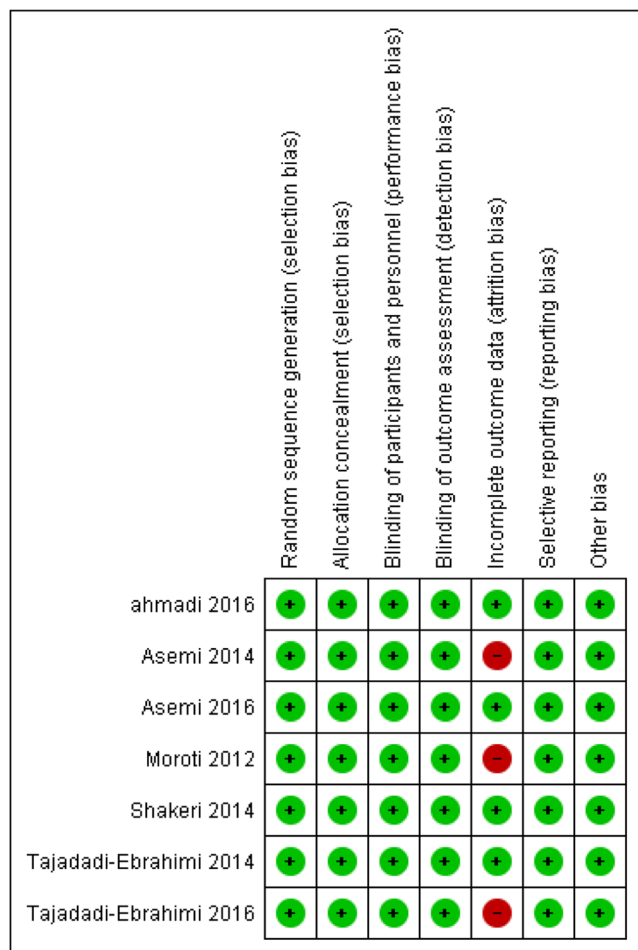 Random sequence generation (selection bias)
Allocation concealment (selection bias)
Blinding of participants and personnel (performance bias)
Blinding of outcome assessment (detection bias)
Incomplete outcome data (attrition bias)
Selective reporting (reporting bias)
Other bias
ahmadi 2016 + + + + + + +
Asemi 2014 + + + + - + +
Asemi 2016 + + + + + + +
Moroti 2012 + + + + - + +
Shakeri 2014 + + + + + + +
Tajadadi-Ebrahimi 2014 + + + + + + +
Tajadadi-Ebrahimi 2016 + + + + - + +